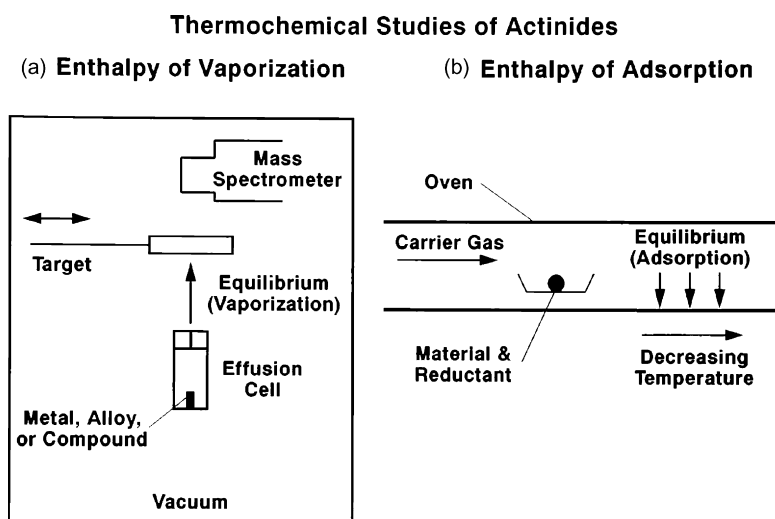 Thermochemical Studies of Actinides
(a) Enthalpy of Vaporization
(b) Enthalpy of Adsorption
Mass
Spectrometer
Target
Equilibrium
(Vaporization)
Effusion
Cell
Metal, Alloy,
or Compound
Vacuum
Oven
Carrier Gas
Equilibrium
(Adsorption)
Material &
Reductant
Decreasing
Temperature